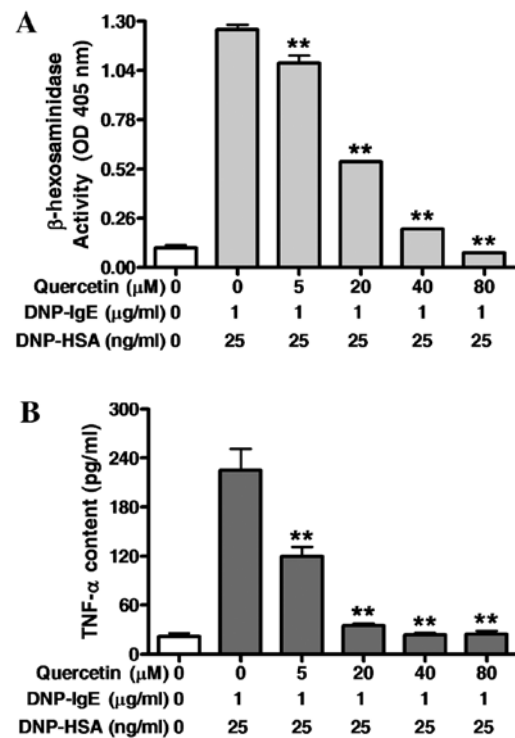 A
β-hexosaminidase
Activity (OD 405 nm)
1.30
1.04
0.78
0.52
0.26
0.00
** ** ** **
Quercetin (μM) 0 0 5 20 40 80
DNP-IgE (μg/ml) 0 1 1 1 1 1
DNP-HSA (ng/ml) 0 25 25 25 25 25
B
TNF-α content (pg/ml)
300
240
180
120
60
0
** ** ** **
Quercetin (μM) 0 0 5 20 40 80
DNP-IgE (μg/ml) 0 1 1 1 1 1
DNP-HSA (ng/ml) 0 25 25 25 25 25